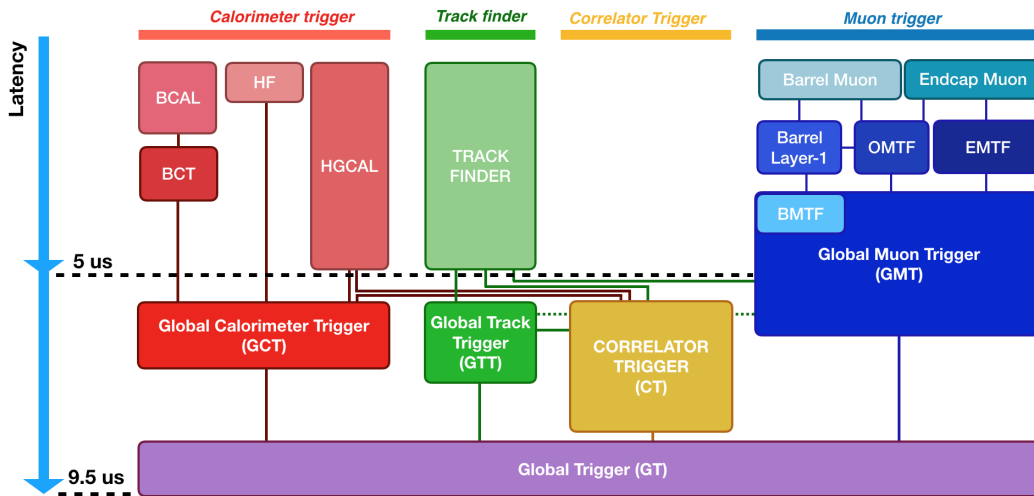 Calorimeter trigger
Track finder
Correlator Trigger
Muon trigger
Latency
BCAL
HF
HGCAL
TRACK
FINDER
Barrel Muon
Endcap Muon
BCT
Barrel
Layer-1
OMTF
EMTF
BMTF
Global Muon Trigger
(GMT)
5 us
Global Calorimeter Trigger
(GCT)
Global Track
Trigger
(GTT)
CORRELATOR
TRIGGER
(CT)
Global Trigger (GT)
9.5 us